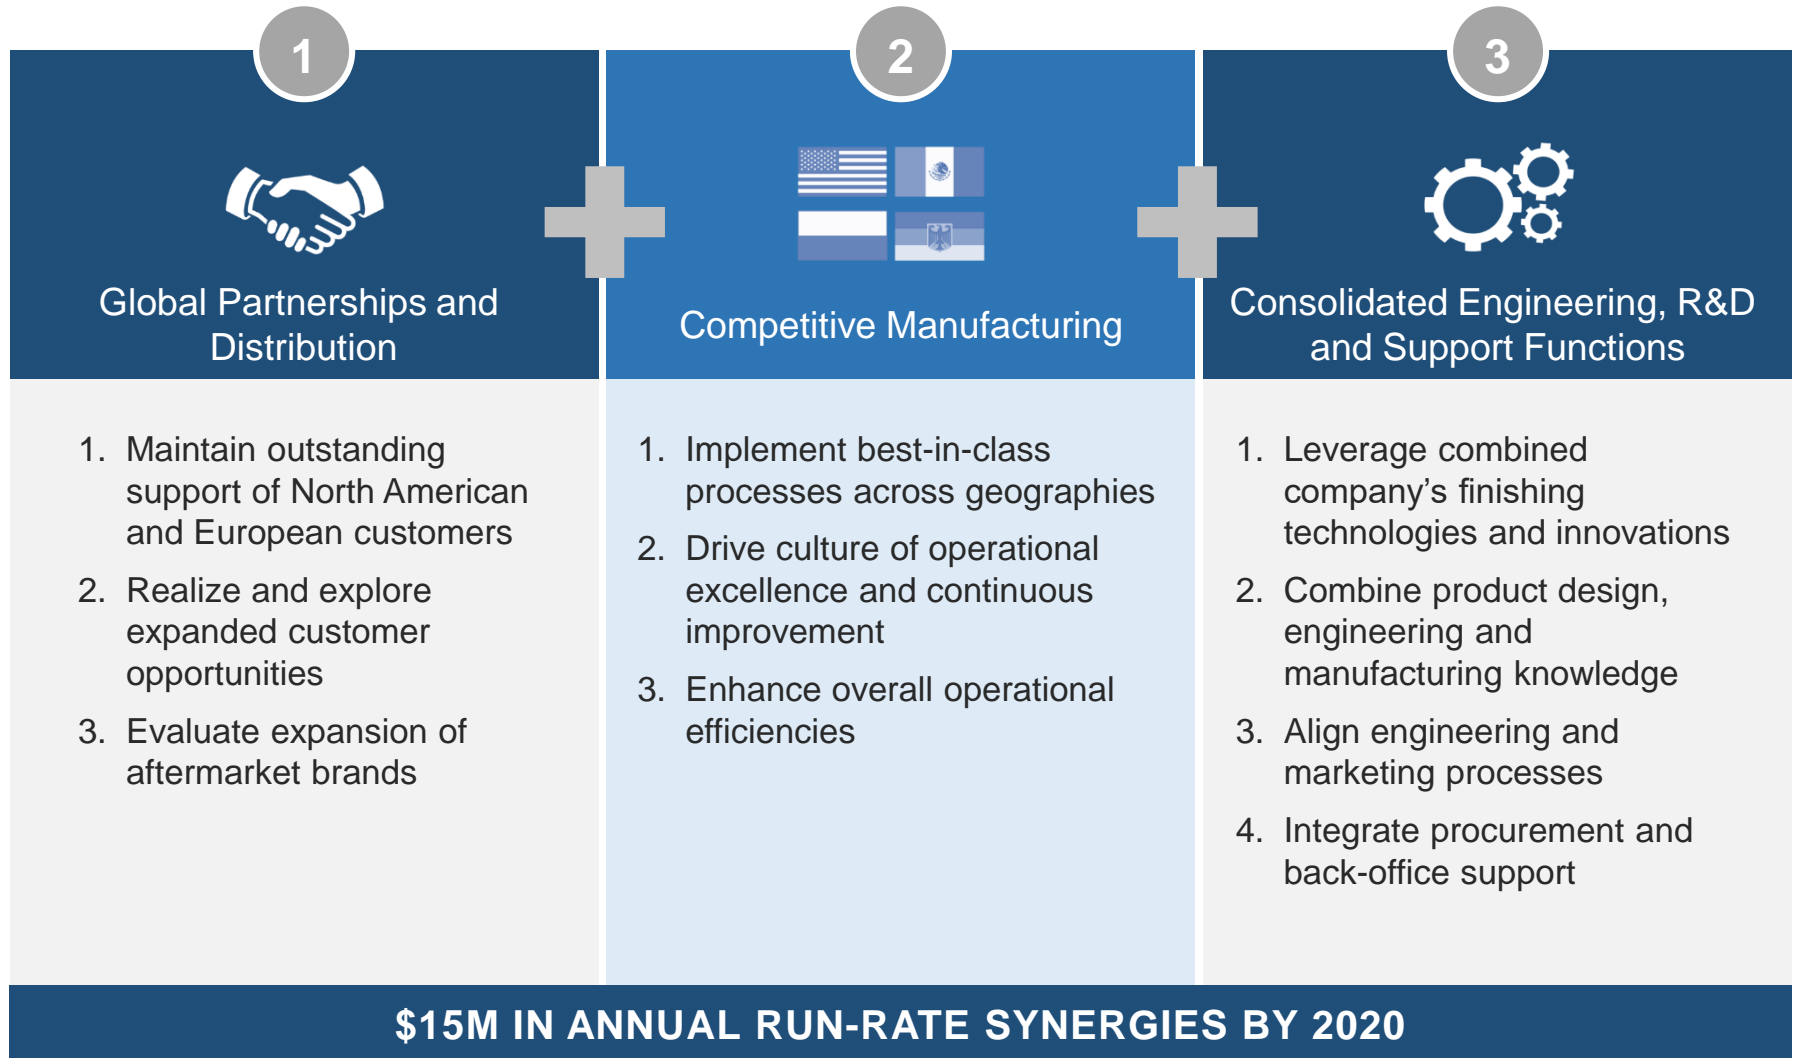 1
Global Partnerships and
Distribution
1. Maintain outstanding
support of North American
and European customers
2. Realize and explore
expanded customer
opportunities
3. Evaluate expansion of
aftermarket brands
2
Competitive Manufacturing
1. Implement best-in-class
processes across geographies
2. Drive culture of operational
excellence and continuous
improvement
3. Enhance overall operational
efficiencies
3
Consolidated Engineering, R&D
and Support Functions
1. Leverage combined
company’s finishing
technologies and innovations
2. Combine product design,
engineering and
manufacturing knowledge
3. Align engineering and
marketing processes
4. Integrate procurement and
back-office support
$15M IN ANNUAL RUN-RATE SYNERGIES BY 2020